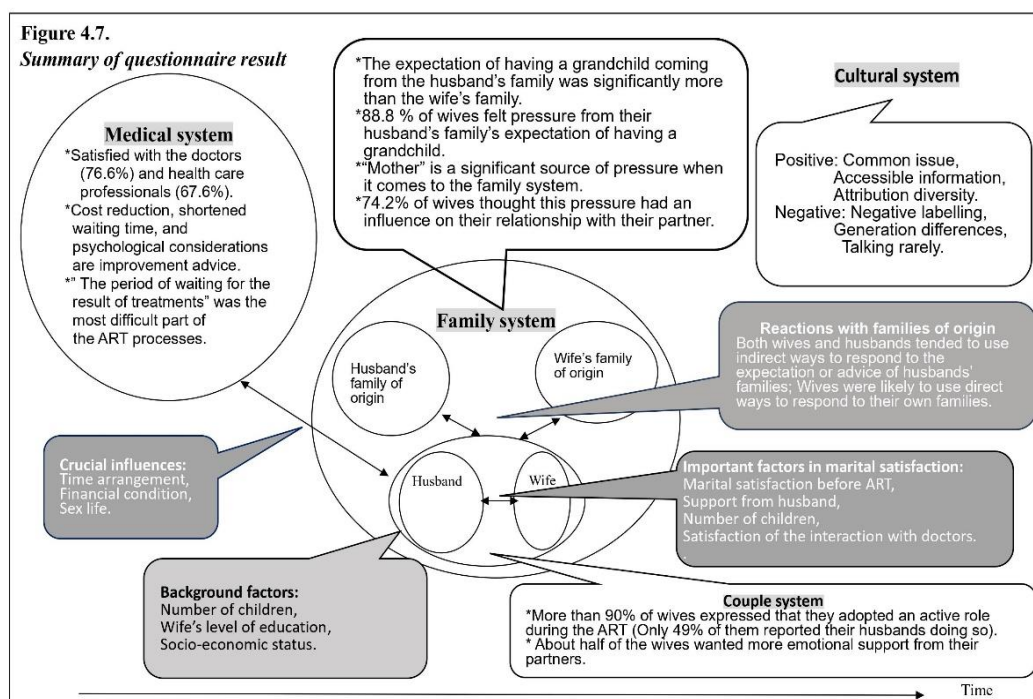 Figure 4.7.
Summary of questionnaire result
Medical system
*Satisfied with the doctors
(76.6%) and health care
professionals (67.6%).
*Cost reduction, shortened
waiting time, and
psychological considerations
are improvement advice.
*” The period of waiting for the
result of treatments” was the
most difficult part of
the ART processes.
*The expectation of having a grandchild coming
from the husband’s family was significantly more
than the wife’s family.
*88.8 % of wives felt pressure from their
husband’s family’s expectation of having a
grandchild.
*“Mother” is a significant source of pressure when
it comes to the family system.
*74.2% of wives thought this pressure had an
influence on their relationship with their partner.
Cultural system
Positive: Common issue,
Accessible information,
Attribution diversity.
Negative: Negative labelling,
Generation differences,
Talking rarely.
Family system
Husband’s
family of
origin
Wife’s family
of origin
Reactions with families of origin
Both wives and husbands tended to use
indirect ways to respond to the
expectation or advice of husbands’
families; Wives were likely to use direct
ways to respond to their own families.
Crucial influences:
Time arrangement,
Financial condition,
Sex life.
Husband
Wife
Important factors in marital satisfaction:
Marital satisfaction before ART,
Support from husband,
Number of children,
Satisfaction of the interaction with doctors.
.
Background factors:
Number of children,
Wife’s level of education,
Socio-economic status.
Couple system
*More than 90% of wives expressed that they adopted an active role
during the ART (Only 49% of them reported their husbands doing so).
* About half of the wives wanted more emotional support from their
partners.
Time